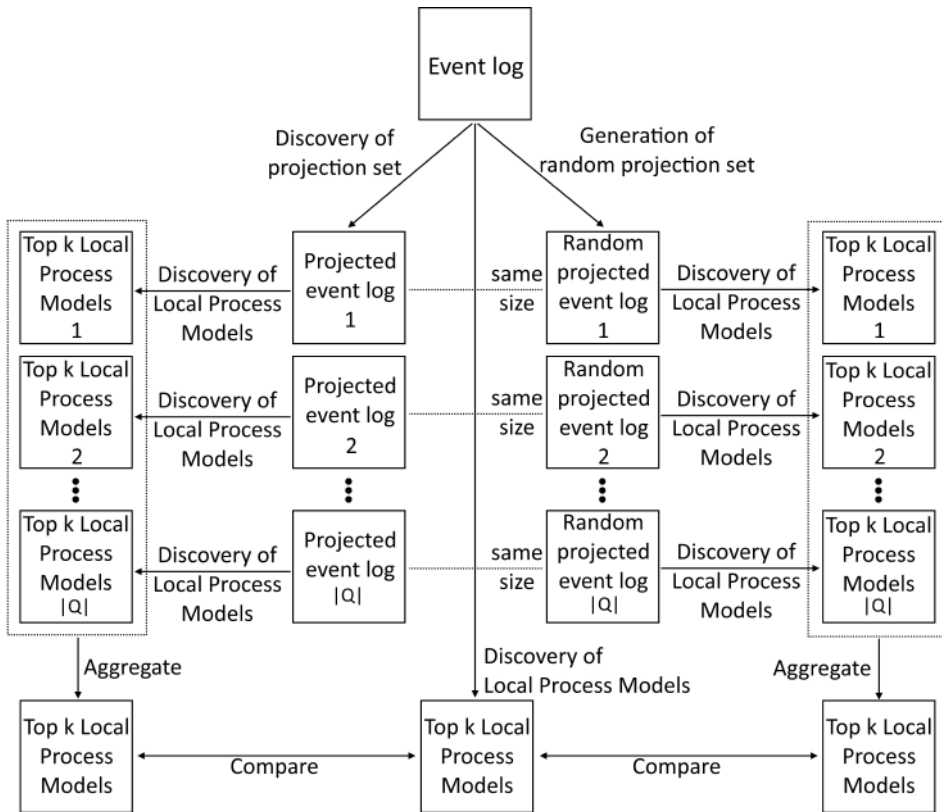 Event log
Discovery of
projection set
Generation of
random projection set
Top k Local
Process
Models
1
Discovery of
Local Process
Models
Projected
event log
1
same
size
Random
projected
event log
1
Discovery of
Local Process
Models
Top k Local
Process
Models
1
Top k Local
Process
Models
2
Discovery of
Local Process
Models
Projected
event log
2
same
size
Random
projected
event log
2
Discovery of
Local Process
Models
Top k Local
Process
Models
2
Top k Local
Process
Models
|Q|
Discovery of
Local Process
Models
Projected
event log
|Q|
same
size
Random
projected
event log
|Q|
Discovery of
Local Process
Models
Top k Local
Process
Models
|Q|
Aggregate
Discovery of
Local Process Models
Aggregate
Top k Local
Process
Models
Compare
Top k Local
Process
Models
Compare
Top k Local
Process
Models